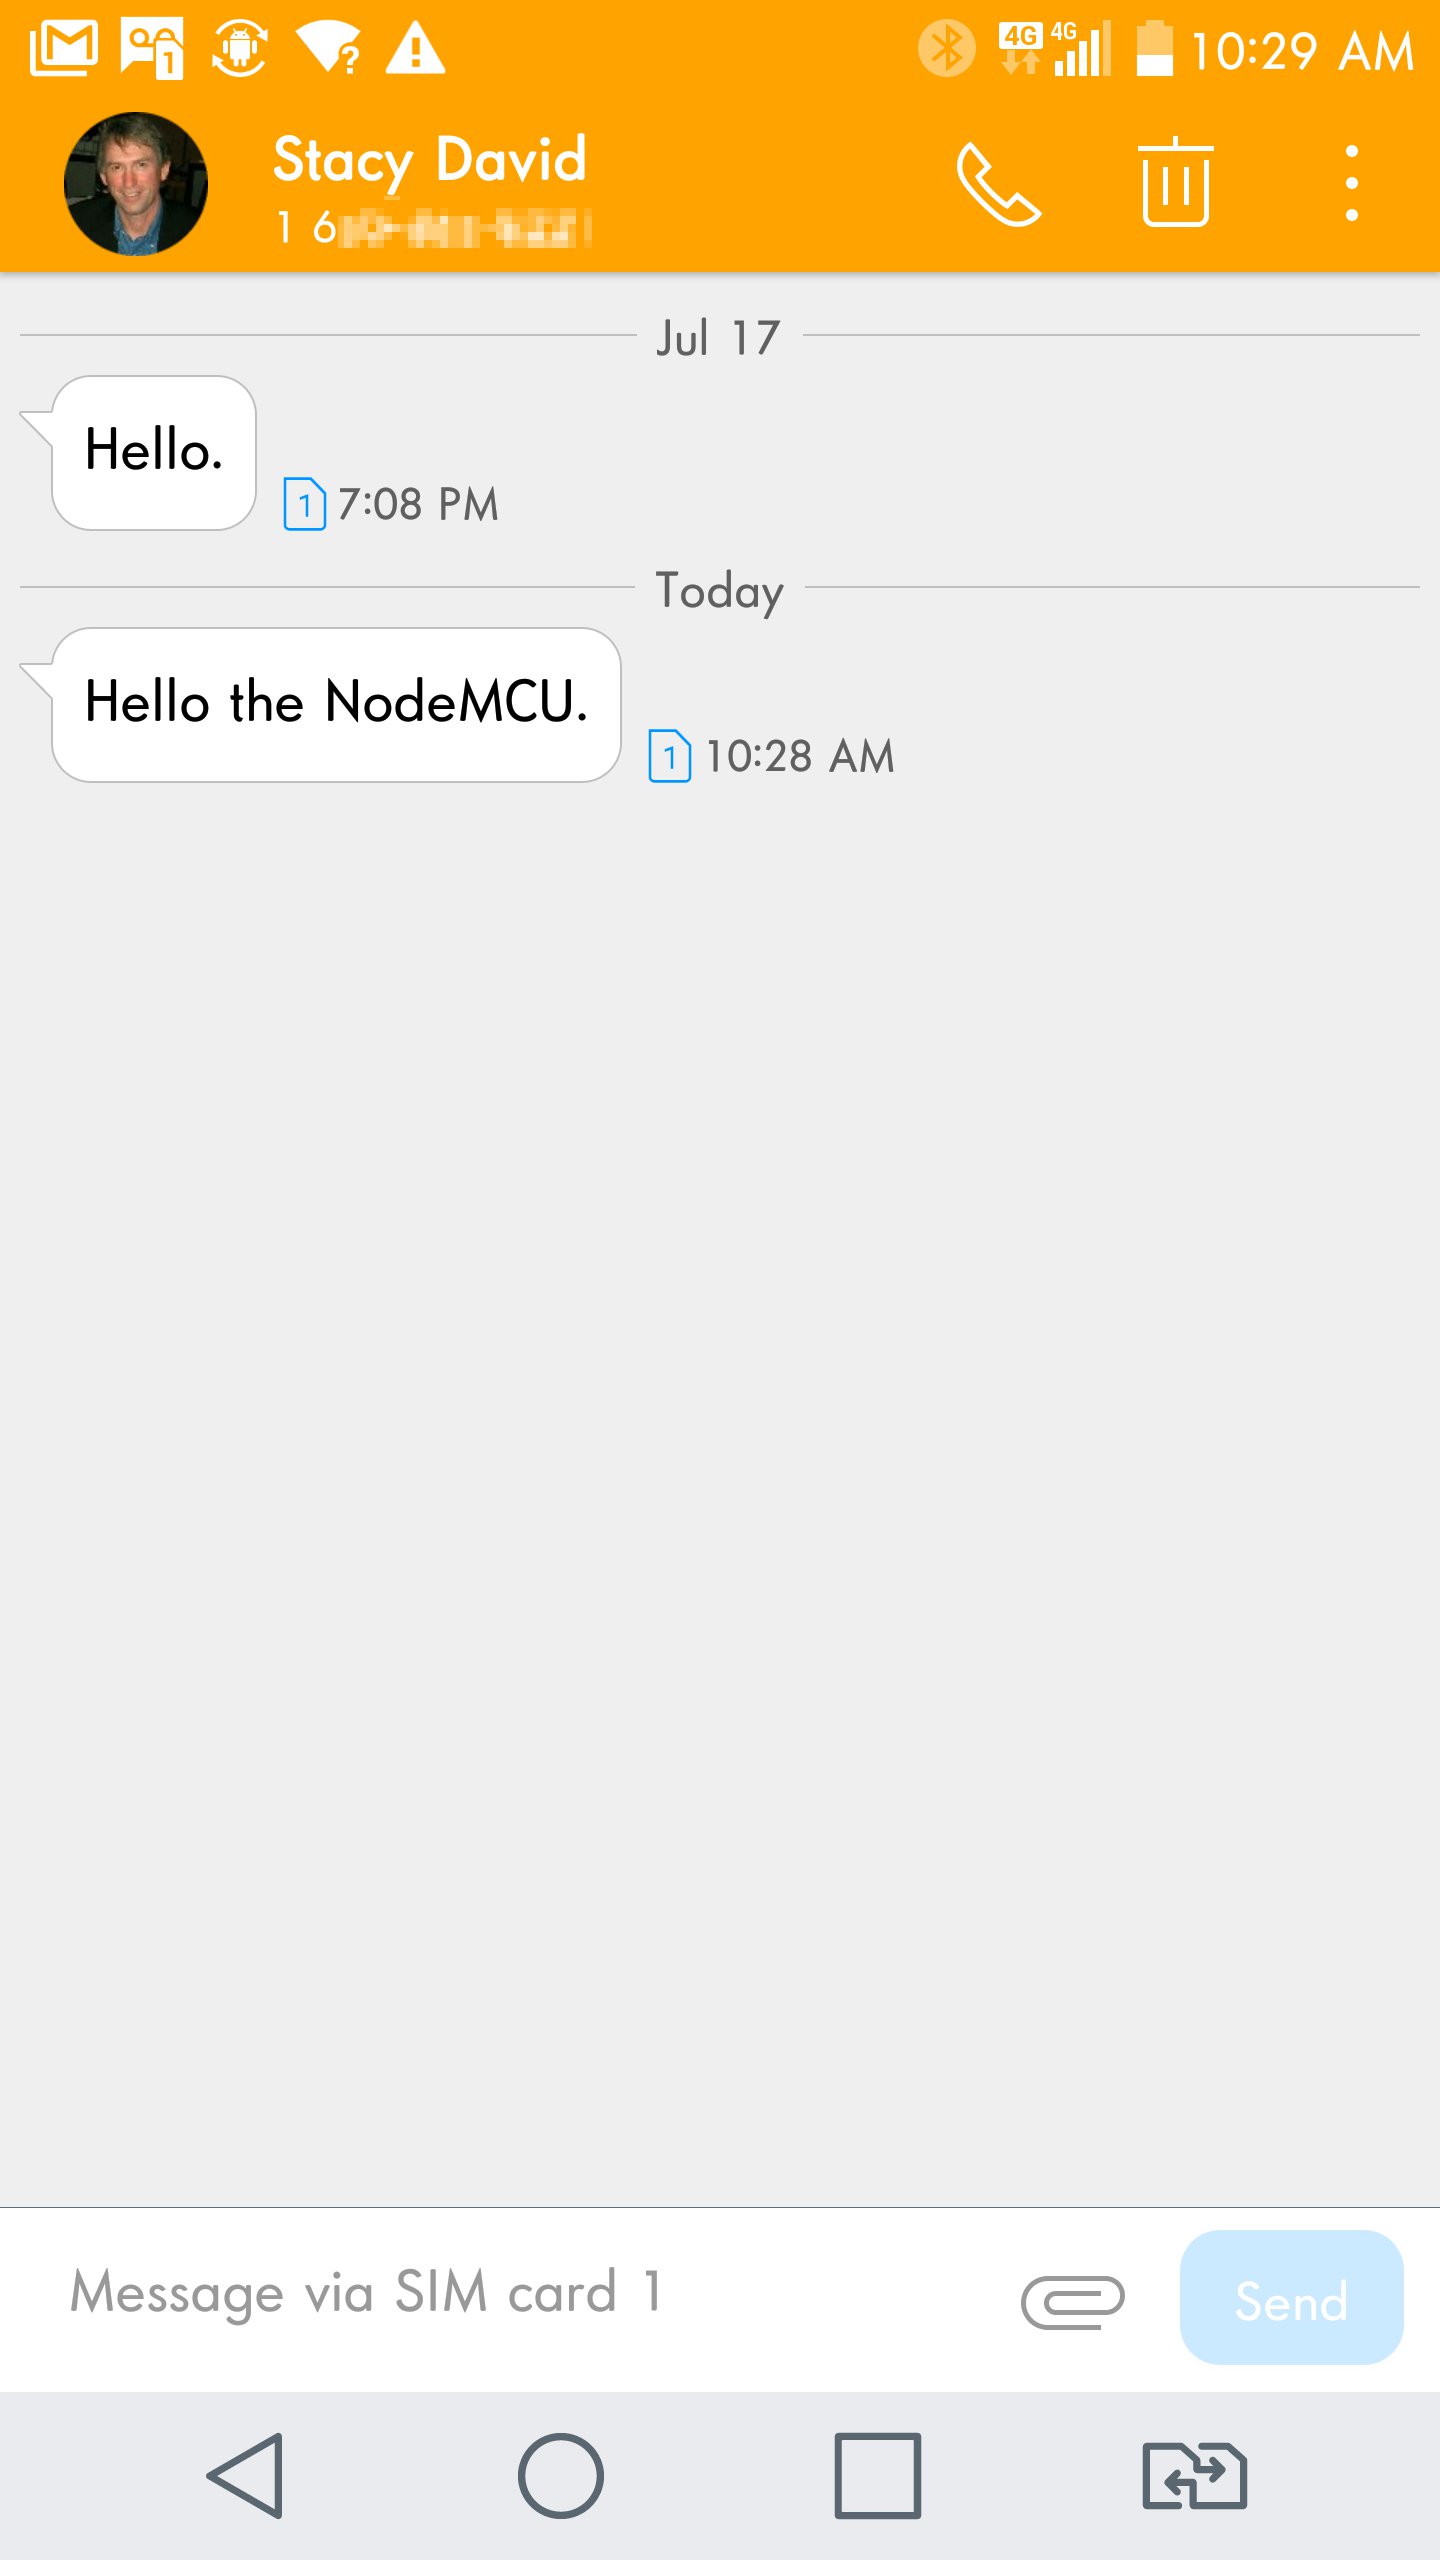 10:29 AM
4G
4G
1
Stacy David
1 6
Jul 17
Hello.
1 7:08 PM
Today
Hello the NodeMCU.
1 10:28 AM
Message via SIM card 1
Send